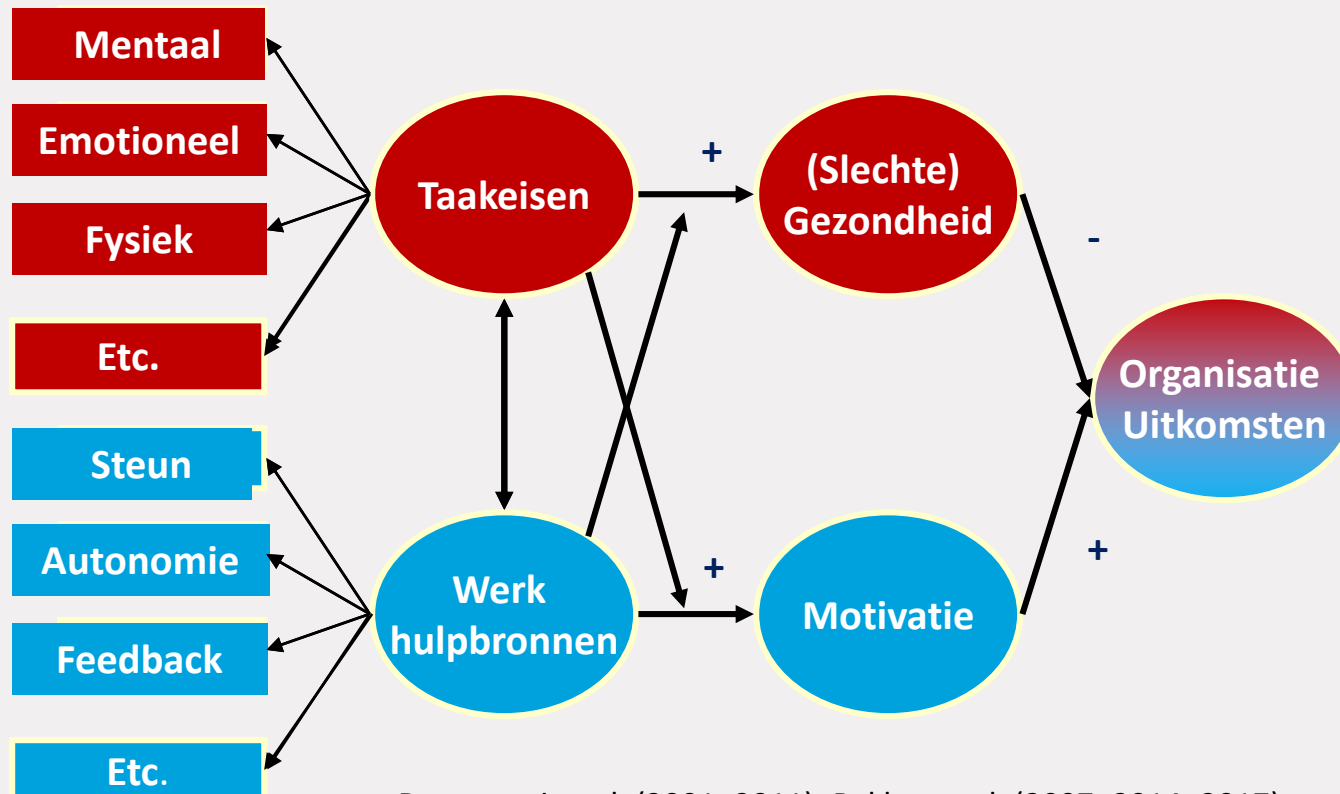 Mentaal
Emotioneel
Fysiek
Etc.
Steun
Autonomie
Feedback
Etc.
Taakeisen
Werk
hulpbronnen
+
+
(Slechte)
Gezondheid
Motivatie
-
+
Organisatie
Uitkomsten